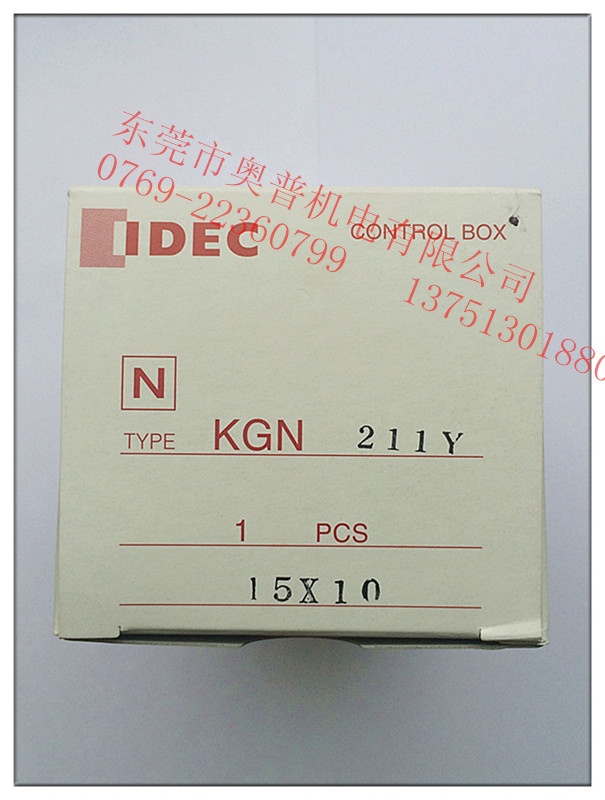 东莞市奥普机电有限公司
0769-22360799 13751301880
IDEC CONTROL BOX
N
TYPE KGN 211Y
1 PCS
15X10